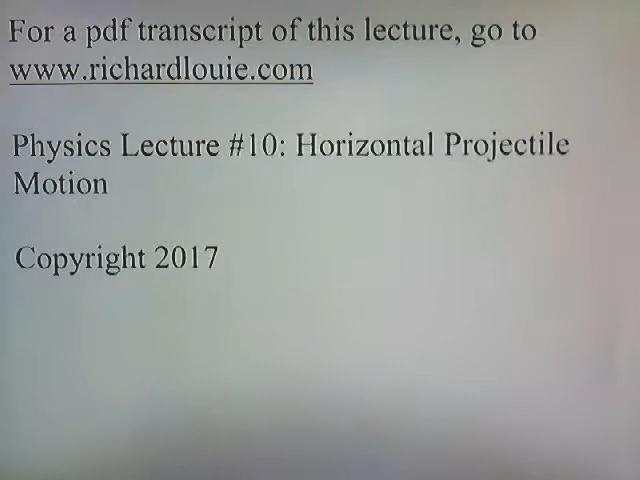 For a pdf transcript of this lecture, go to
www.richardlouie.com
Physics Lecture #10: Horizontal Projectile
Motion
Copyright 2017